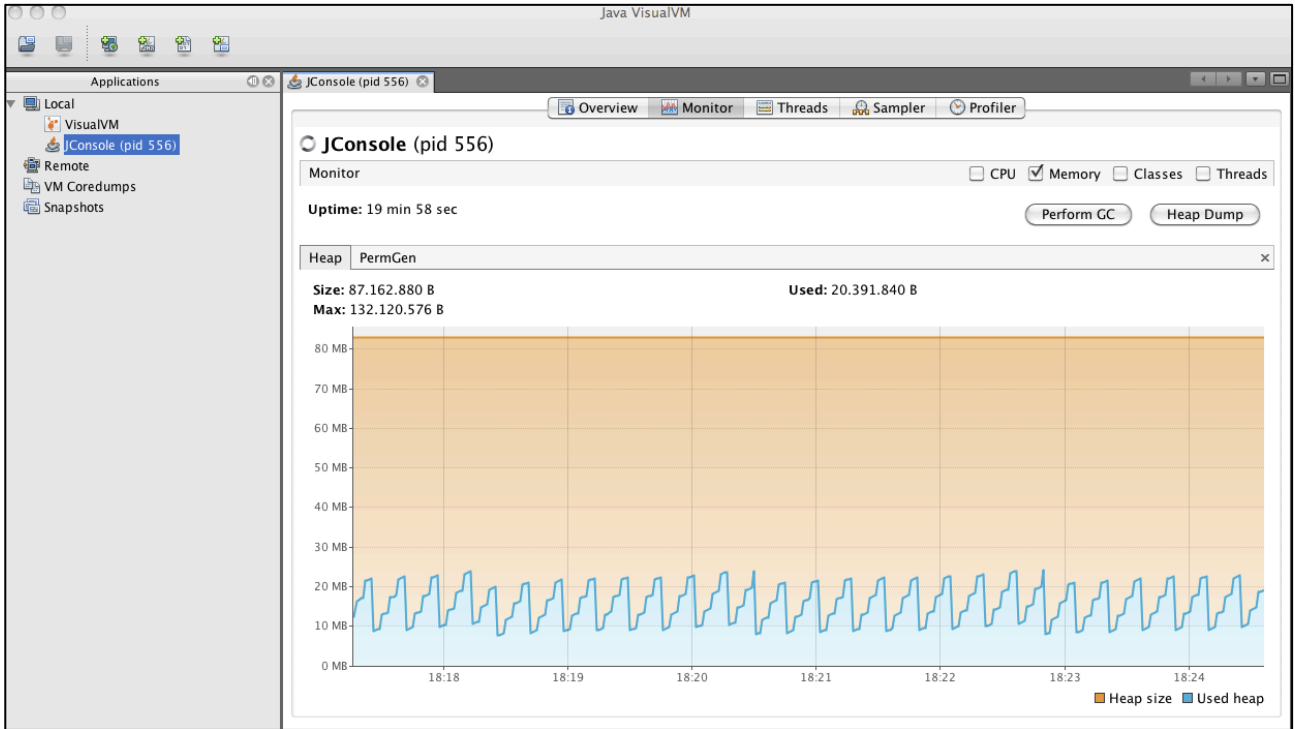 Java VisualVM
Applications
JConsole (pid 556)
Local
VisualVM
JConsole (pid 556)
Remote
VM Coredumps
Snapshots
Overview Monitor Threads Sampler Profiler
JConsole (pid 556)
Monitor CPU Memory Classes Threads
Uptime: 19 min 58 sec Perform GC Heap Dump
Heap PermGen
Size: 87.162.880 B Used: 20.391.840 B
Max: 132.120.576 B
80 MB
70 MB
60 MB
50 MB
40 MB
30 MB
20 MB
10 MB
0 MB
18:18 18:19 18:20 18:21 18:22 18:23 18:24
Heap size Used heap